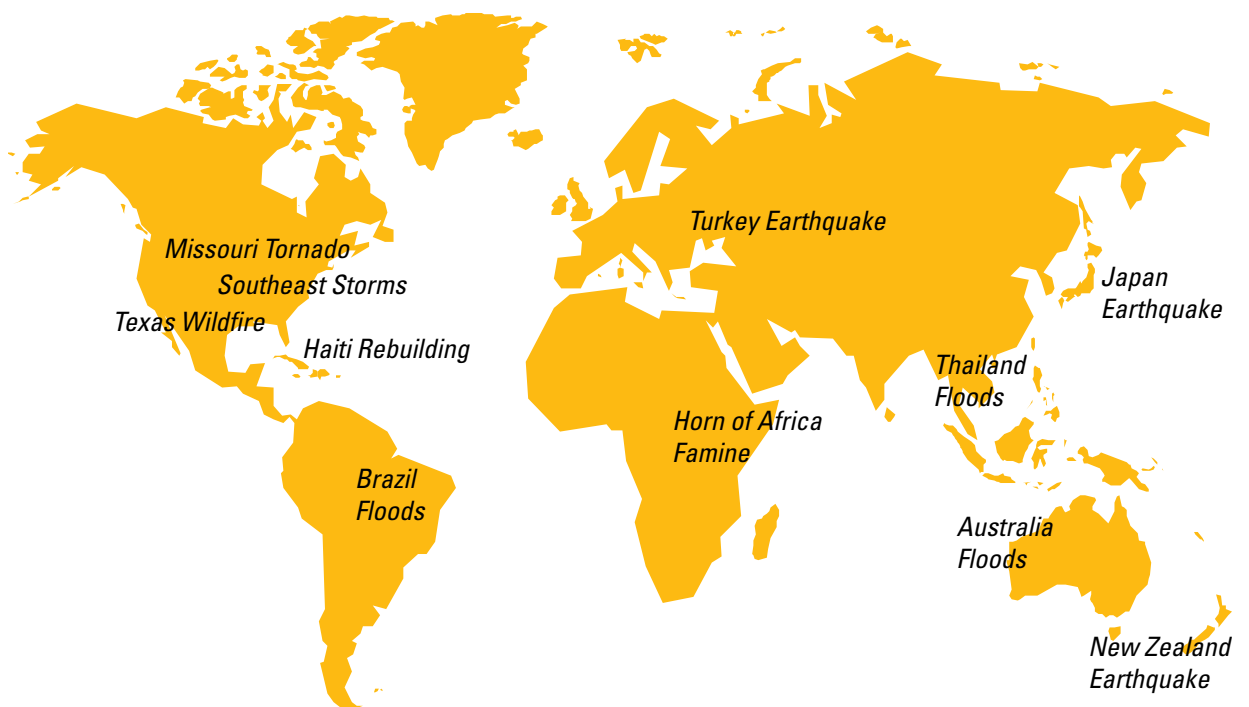 Missouri Tornado
Southeast Storms
Texas Wildfire
Haiti Rebuilding
Brazil
Floods
Turkey Earthquake
Horn of Africa
Famine
Japan
Earthquake
Thailand
Floods
Australia
Floods
New Zealand
Earthquake